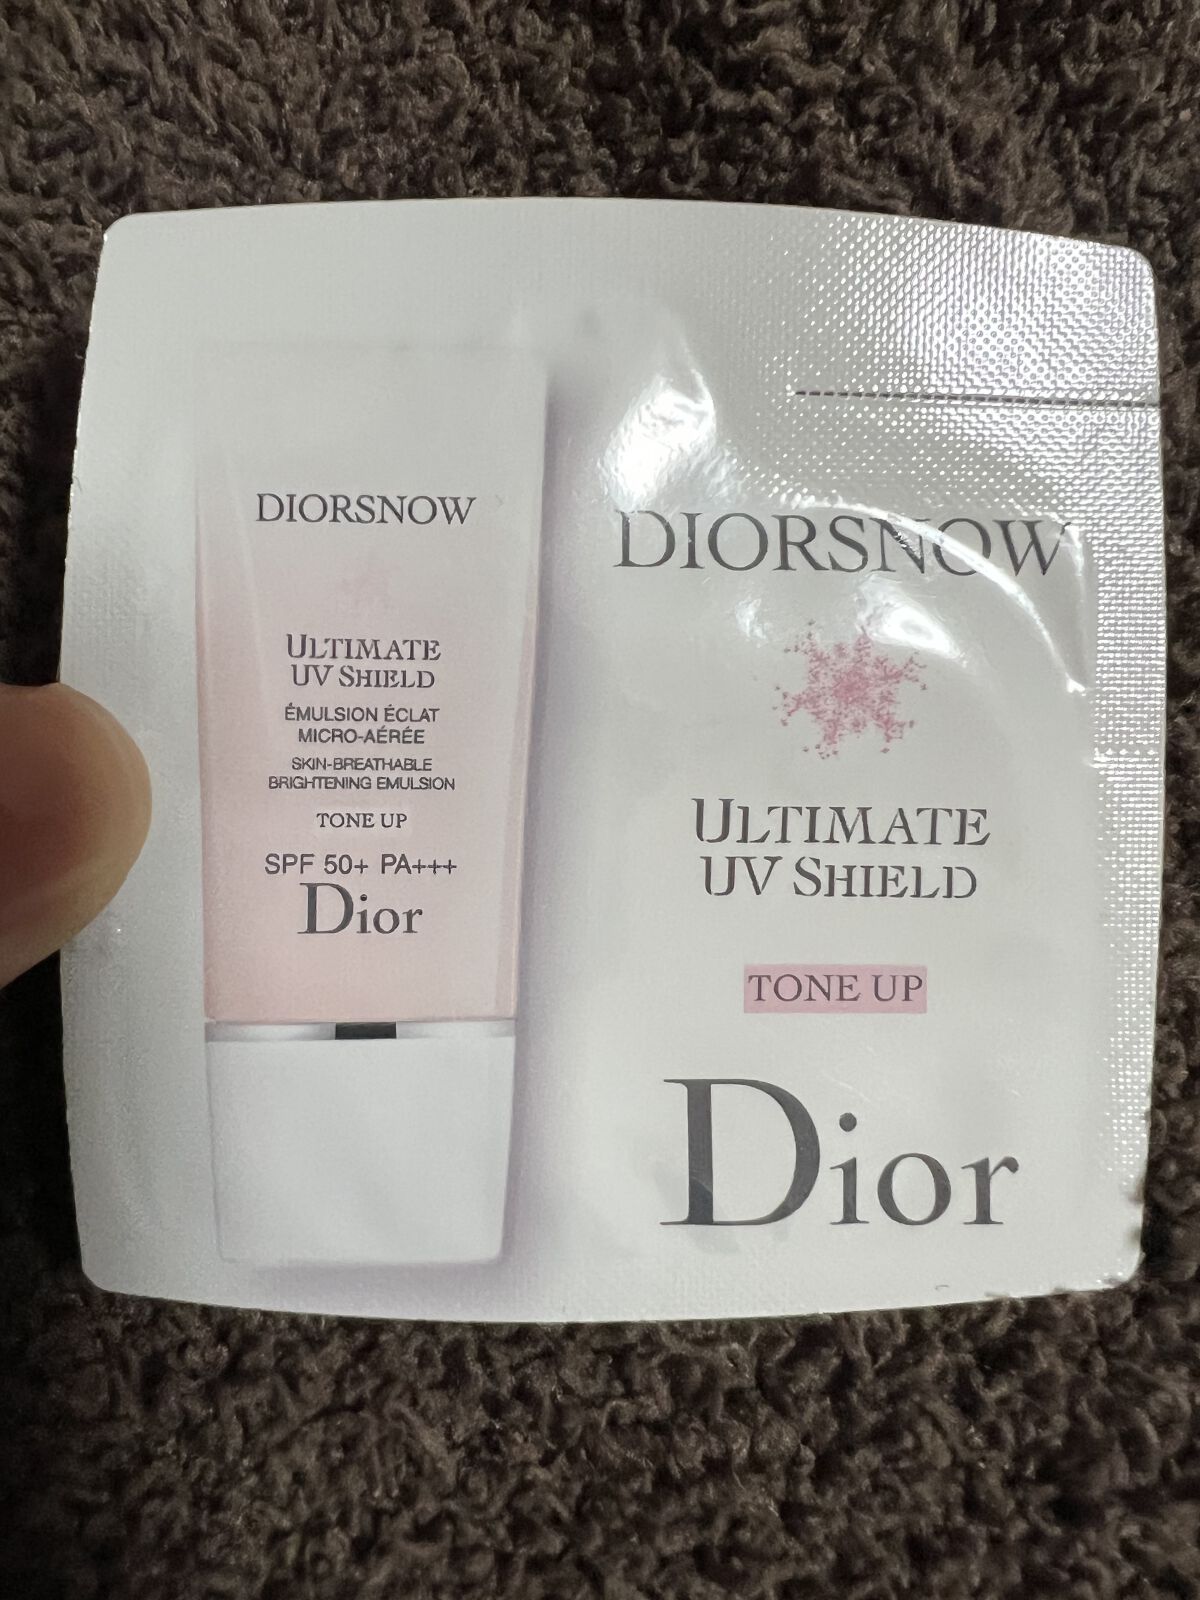 DIORSNOW
ULTIMATE
UV SHIELD
ÉMULSION ÉCLAT
MICRO-AÉRÉE
SKIN-BREATHABLE
BRIGHTENING EMULSION
TONE UP
SPF 50+ PA+++
Dior
DIORSNOW
ULTIMATE
UV SHIELD
TONE UP
Dior